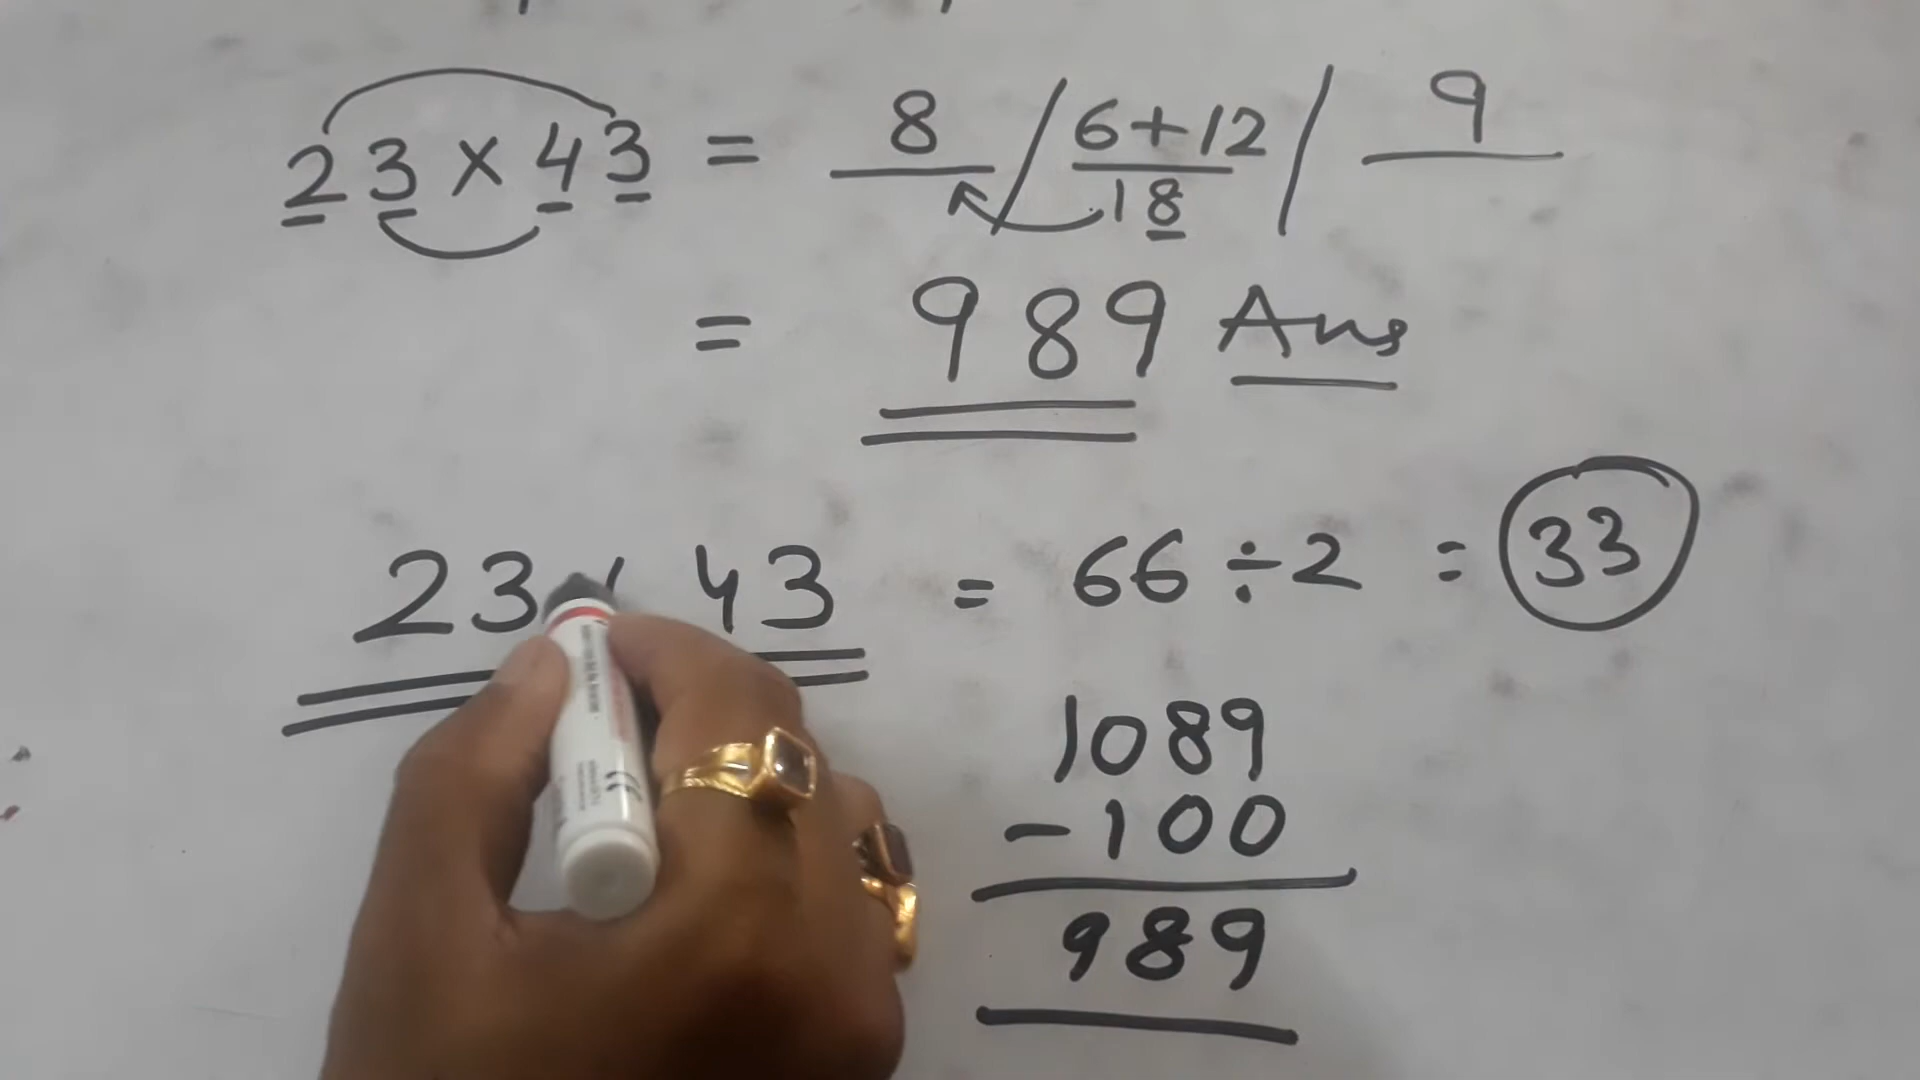 23 × 43 = 8 / 6+12 / 9
18
= 989 Ans
23 43 = 66 ÷ 2 = 33
1089
- 100
989